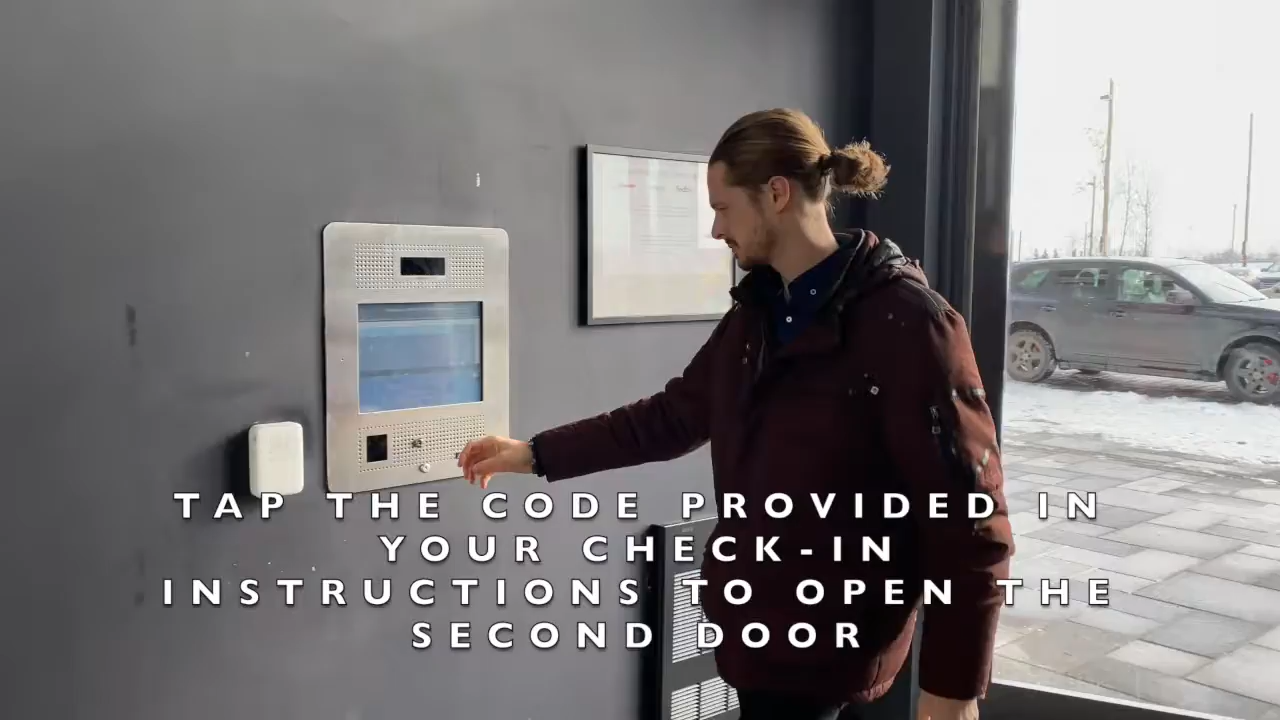 TAP THE CODE PROVIDED IN
YOUR CHECK-IN
INSTRUCTIONS TO OPEN THE
SECOND DOOR